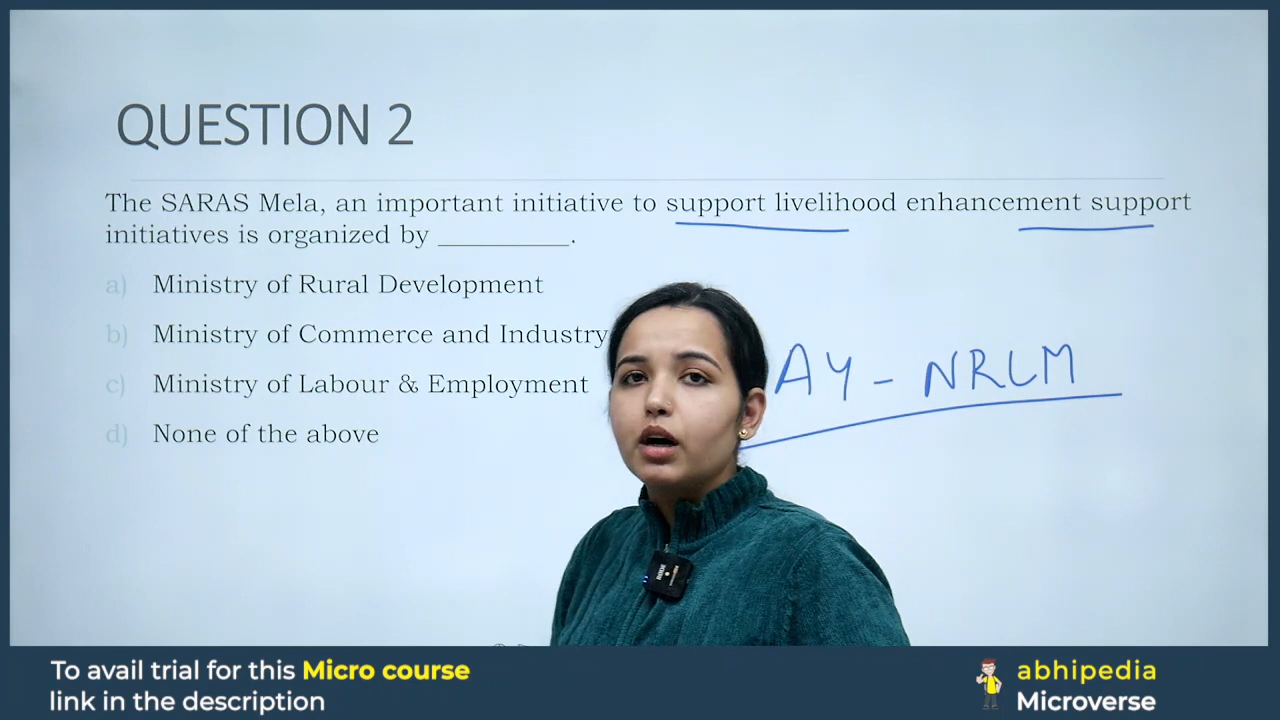 QUESTION 2
The SARAS Mela, an important initiative to support livelihood enhancement support
initiatives is organized by __________.
a) Ministry of Rural Development
b) Ministry of Commerce and Industry
c) Ministry of Labour & Employment
d) None of the above
AY - NRLM
To avail trial for this Micro course
link in the description
abhipedia
Microverse